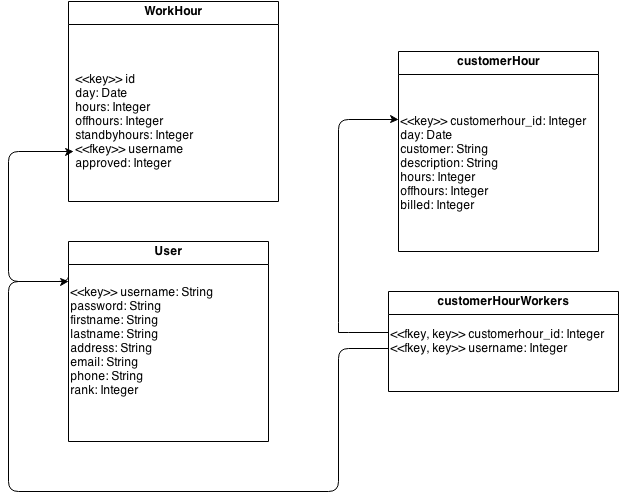 WorkHour
<<key>> id
day: Date
hours: Integer
offhours: Integer
standbyhours: Integer
<<fkey>> username
approved: Integer
customerHour
<<key>> customerhour_id: Integer
day: Date
customer: String
description: String
hours: Integer
offhours: Integer
billed: Integer
User
<<key>> username: String
password: String
firstname: String
lastname: String
address: String
email: String
phone: String
rank: Integer
customerHourWorkers
<<fkey, key>> customerhour_id: Integer
<<fkey, key>> username: Integer